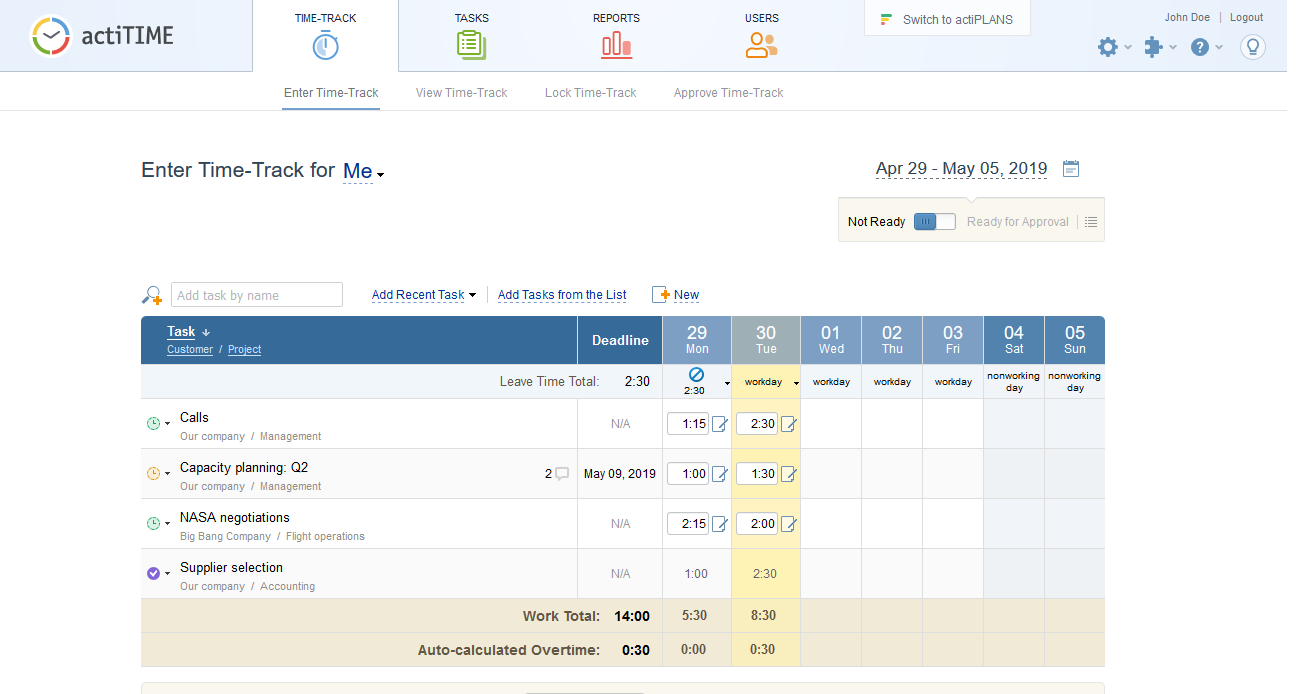 actiTIME
TIME-TRACK
TASKS
REPORTS
USERS
Switch to actiPLANS
John Doe | Logout
Enter Time-Track
View Time-Track
Lock Time-Track
Approve Time-Track
Enter Time-Track for Me
Apr 29 - May 05, 2019
Not Ready
Ready for Approval
Add task by name
Add Recent Task
Add Tasks from the List
New
Task
Customer / Project
Deadline
29 Mon
30 Tue
01 Wed
02 Thu
03 Fri
04 Sat
05 Sun
Leave Time Total: 2:30 2:30 workday workday workday workday nonworking day nonworking day
Calls N/A 1:15 2:30
Our company / Management
Capacity planning: Q2 2 May 09, 2019 1:00 1:30
Our company / Management
NASA negotiations N/A 2:15 2:00
Big Bang Company / Flight operations
Supplier selection N/A 1:00 2:30
Our company / Accounting
Work Total: 14:00 5:30 8:30
Auto-calculated Overtime: 0:30 0:00 0:30